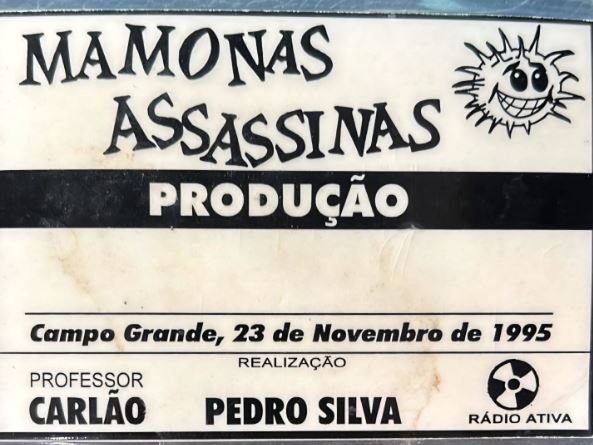 MAMONAS
ASSASSINAS
PRODUÇÃO
Campo Grande, 23 de Novembro de 1995
REALIZAÇÃO
PROFESSOR
CARLÃO
PEDRO SILVA
RÁDIO ATIVA